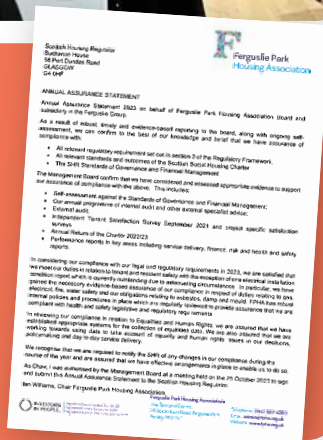 Scottish Housing Regulator
Buchanan House
58 Port Dundas Road
GLASGOW
G4 0HF
Ferguslie Park
Housing Association
ANNUAL ASSURANCE STATEMENT
Annual Assurance Statement 2023 on behalf of Ferguslie Park Housing Association Board and
subsidiary in the Ferguslie Group.
As a result of robust, timely and evidence-based reporting to the board, along with ongoing self-
assessment, we can confirm to the best of our knowledge and belief that we have assurance of
compliance with:
• All relevant regulatory requirement set out in section 3 of the Regulatory Framework.
• All relevant standards and outcomes of the Scottish Social Housing Charter
• The SHR Standards of Governance and Financial Management.
The Management Board confirm that we have considered and assessed appropriate evidence to support
our assurance of compliance with the above. This includes:
• Self-assessment against the Standards of Governance and Financial Management;
• Our annual programme of internal audit and other external specialist advice;
• External audit;
• Independent Tenant Satisfaction Survey September 2021 and project specific satisfaction
surveys.
• Annual Return of the Charter 2022/23
• Performance reports in key areas including service delivery, finance, risk and health and safety
reports.
In considering our compliance with our legal and regulatory requirements in 2023, we are satisfied that
we meet our duties in relation to tenant and resident safety with the exception of one electrical installation
condition report which is currently outstanding due to extenuating circumstances. In particular, we have
gained the necessary evidence-based assurance of our compliance in respect of duties relating to gas,
electrical, fire, water safety and our obligations relating to asbestos, damp and mould. FPHA has robust
internal policies and procedures in place which are regularly reviewed to provide assurance that we are
compliant with health and safety legislative and regulatory requirements
In reviewing our compliance in relation to Equalities and Human Rights, we are assured that we have
established appropriate systems for the collection of equalities data. We are also assured that we are
working towards using data to take account of equality and human rights issues in our decisions,
policymaking and day-to-day service delivery.
We recognise that we are required to notify the SHR of any changes in our compliance during the
course of the year and are assured that we have effective arrangements in place to enable us to do so.
As Chair, I was authorised by the Management Board at a meeting held on the 25 October 2023 to sign
and submit this Annual Assurance Statement to the Scottish Housing Regulator.
Williams, Chair Ferguslie Park Housing Association
INVESTORS
IN PEOPLE